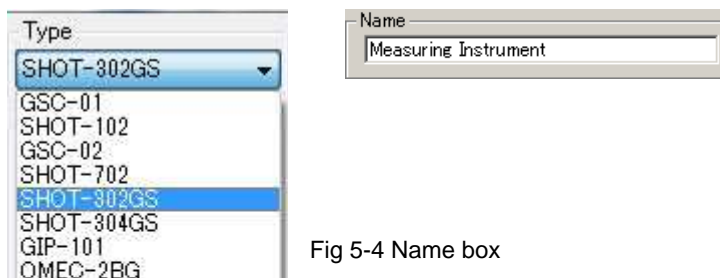 Type
SHOT-302GS
GSC-01
SHOT-102
GSC-02
SHOT-702
SHOT-302GS
SHOT-304GS
GIP-101
OMEC-2BG
Name
Measuring Instrument
Fig 5-4 Name box